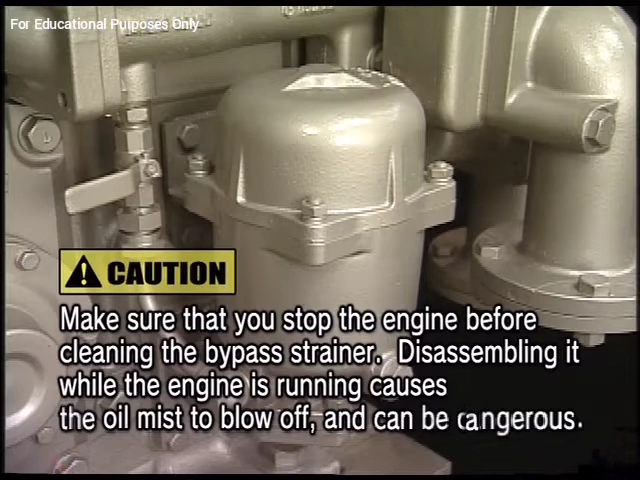 For Educational Purposes Only
CAUTION
Make sure that you stop the engine before
cleaning the bypass strainer. Disassembling it
while the engine is running causes
the oil mist to blow off, and can be dangerous.